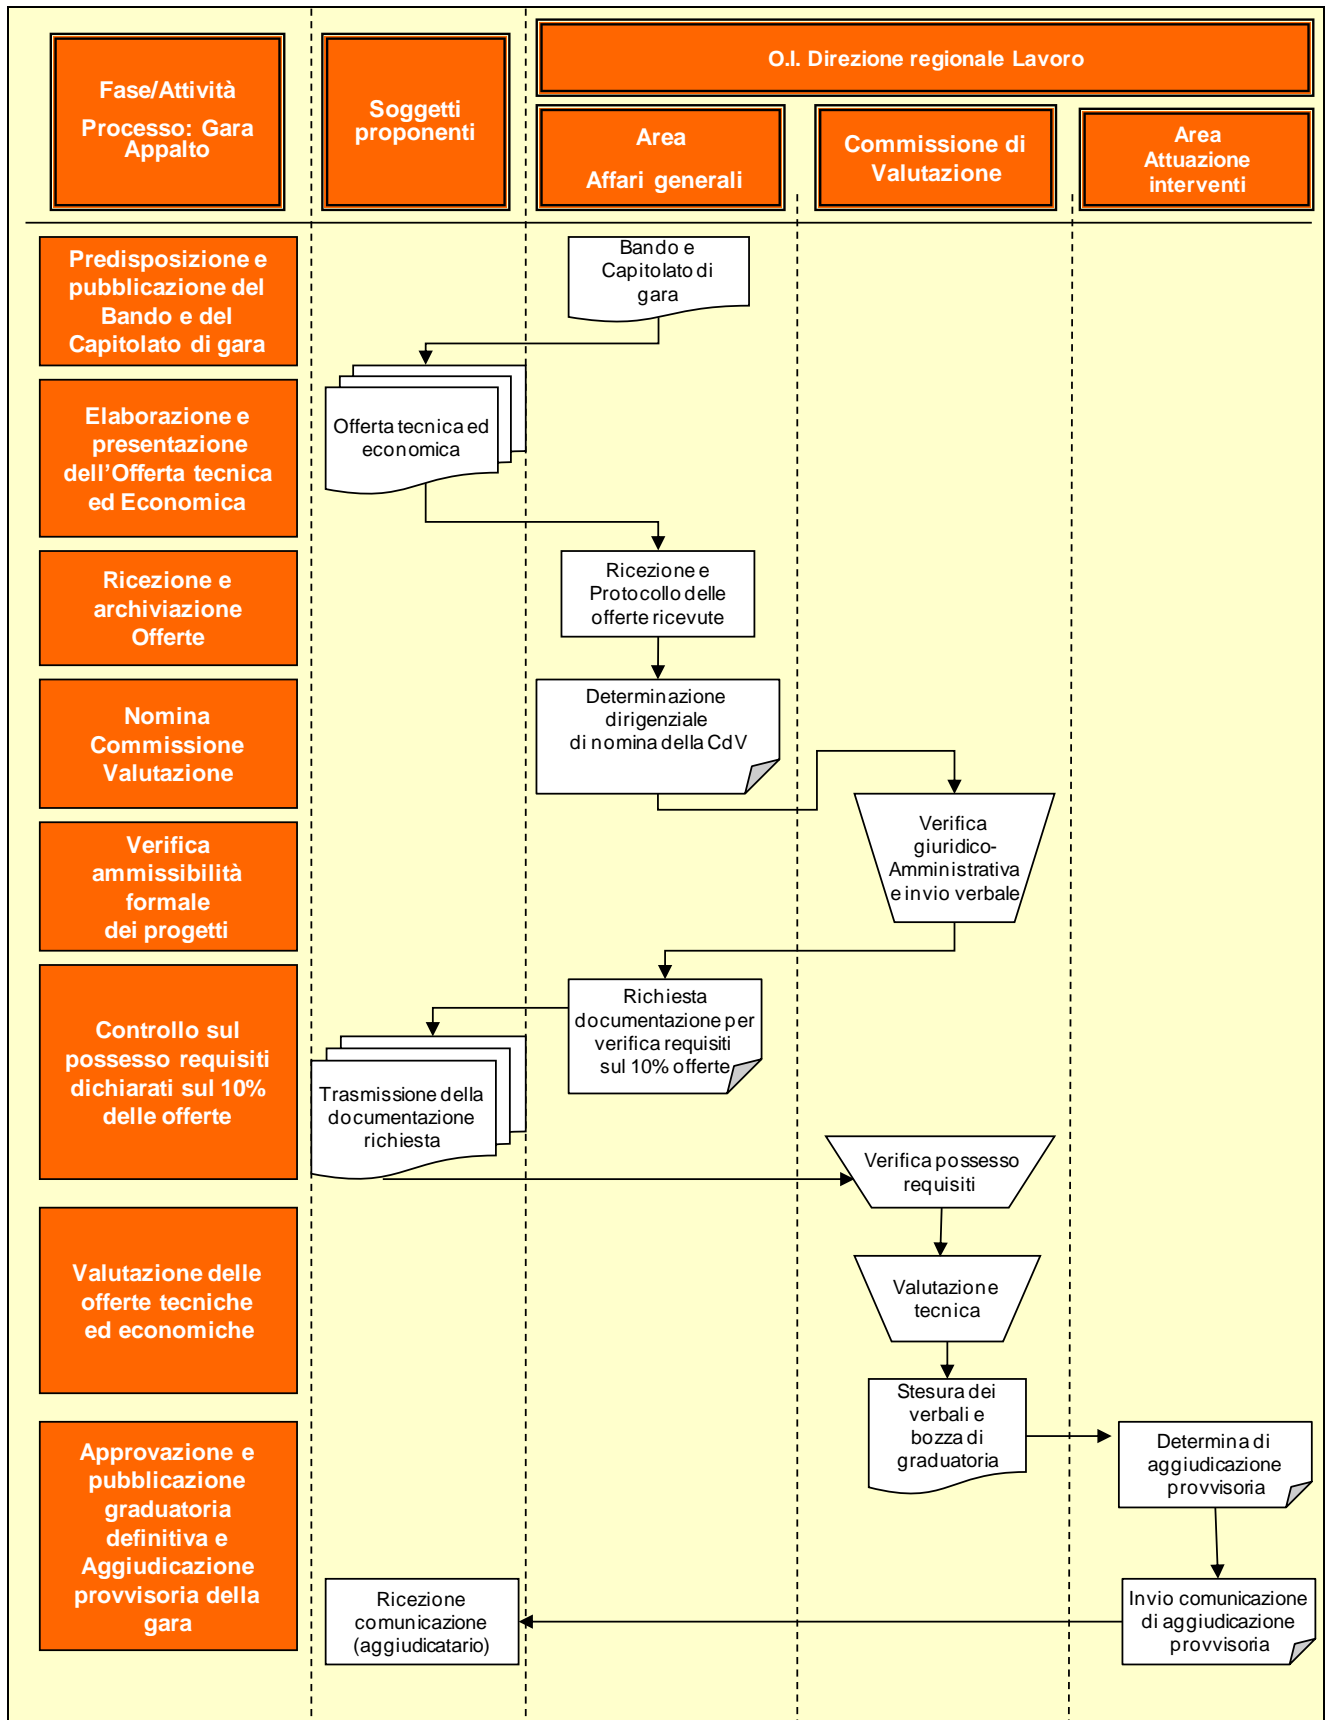 Fase/Attività
Processo: Gara
Appalto
Soggetti
proponenti
O.I. Direzione regionale Lavoro
Area
Affari generali
Commissione di
Valutazione
Area
Attuazione
interventi
Predisposizione e
pubblicazione del
Bando e del
Capitolato di gara
Bando e
Capitolato di
gara
Elaborazione e
presentazione
dell’Offerta tecnica
ed Economica
Offerta tecnica ed
economica
Ricezione e
archiviazione
Offerte
Ricezione e
Protocollo delle
offerte ricevute
Nomina
Commissione
Valutazione
Determinazione
dirigenziale
di nomina della CdV
Verifica
ammissibilità
formale
dei progetti
Verifica
giuridico-
Amministrativa
e invio verbale
Controllo sul
possesso requisiti
dichiarati sul 10%
delle offerte
Richiesta
documentazione per
verifica requisiti
sul 10% offerte
Trasmissione della
documentazione
richiesta
Verifica possesso
requisiti
Valutazione delle
offerte tecniche
ed economiche
Valutazione
tecnica
Stesura dei
verbali e
bozza di
graduatoria
Approvazione e
pubblicazione
graduatoria
definitiva e
Aggiudicazione
provvisoria della
gara
Determina di
aggiudicazione
provvisoria
Ricezione
comunicazione
(aggiudicatario)
Invio comunicazione
di aggiudicazione
provvisoria